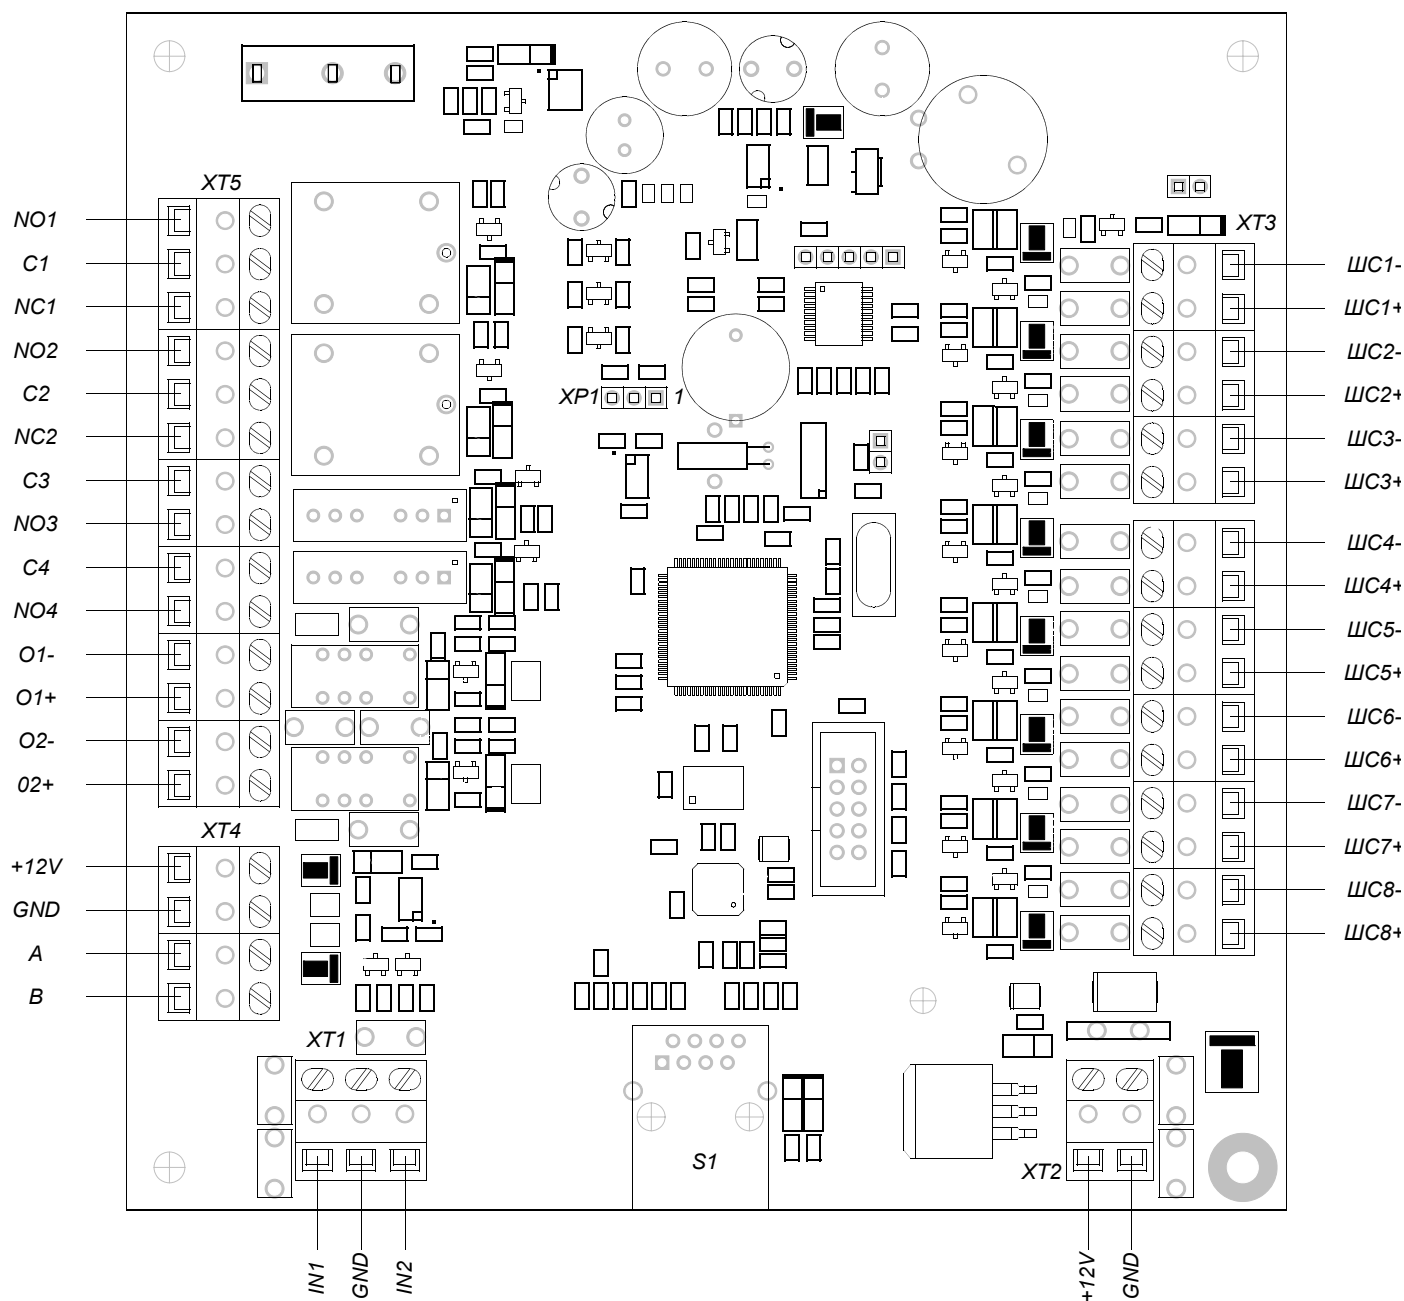 XT5
NO1
C1
NC1
NO2
C2
NC2
C3
NO3
C4
NO4
O1-
O1+
O2-
02+
XT4
+12V
GND
A
B
XT1
IN1
GND
IN2
XP1
1
S1
XT3
ШС1-
ШС1+
ШС2-
ШС2+
ШС3-
ШС3+
ШС4-
ШС4+
ШС5-
ШС5+
ШС6-
ШС6+
ШС7-
ШС7+
ШС8-
ШС8+
XT2
+12V
GND